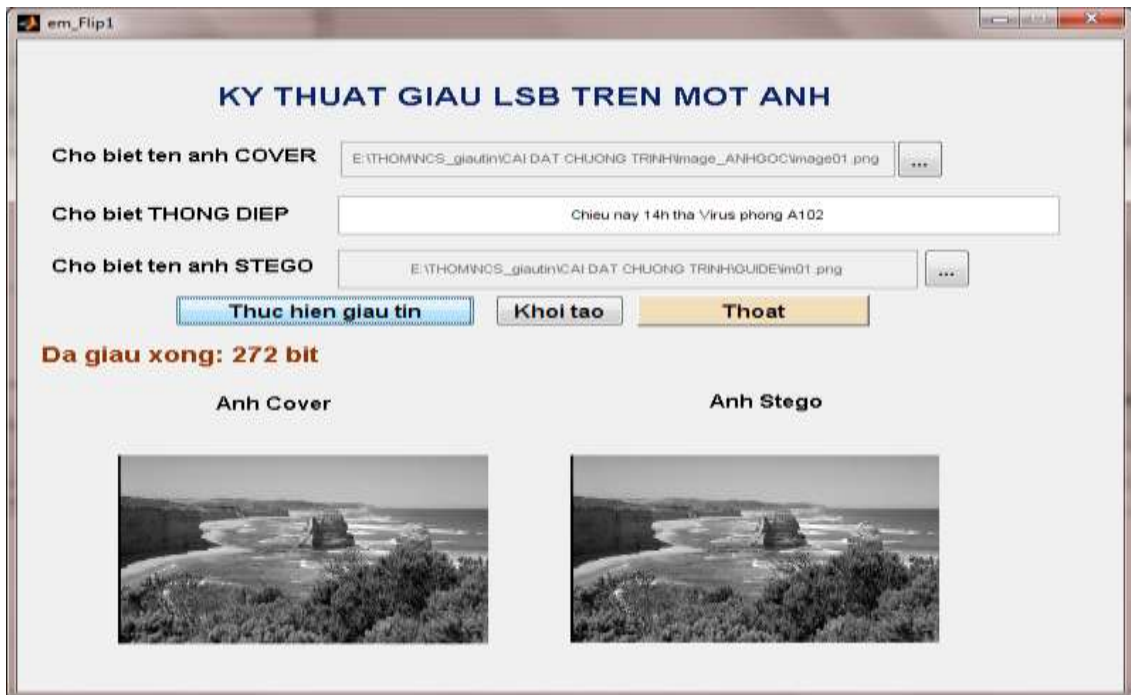 em_Flip1
KY THUAT GIAU LSB TREN MOT ANH
Cho biet ten anh COVER E:\THOM\NCS_giautin\CAI DAT CHUONG TRINH\Image_ANHGOC\image01.png ...
Cho biet THONG DIEP Chieu nay 14h tha Virus phong A102
Cho biet ten anh STEGO E:\THOM\NCS_giautin\CAI DAT CHUONG TRINH\GUIDE\im01.png ...
Thuc hien giau tin Khoi tao Thoat
Da giau xong: 272 bit
Anh Cover Anh Stego